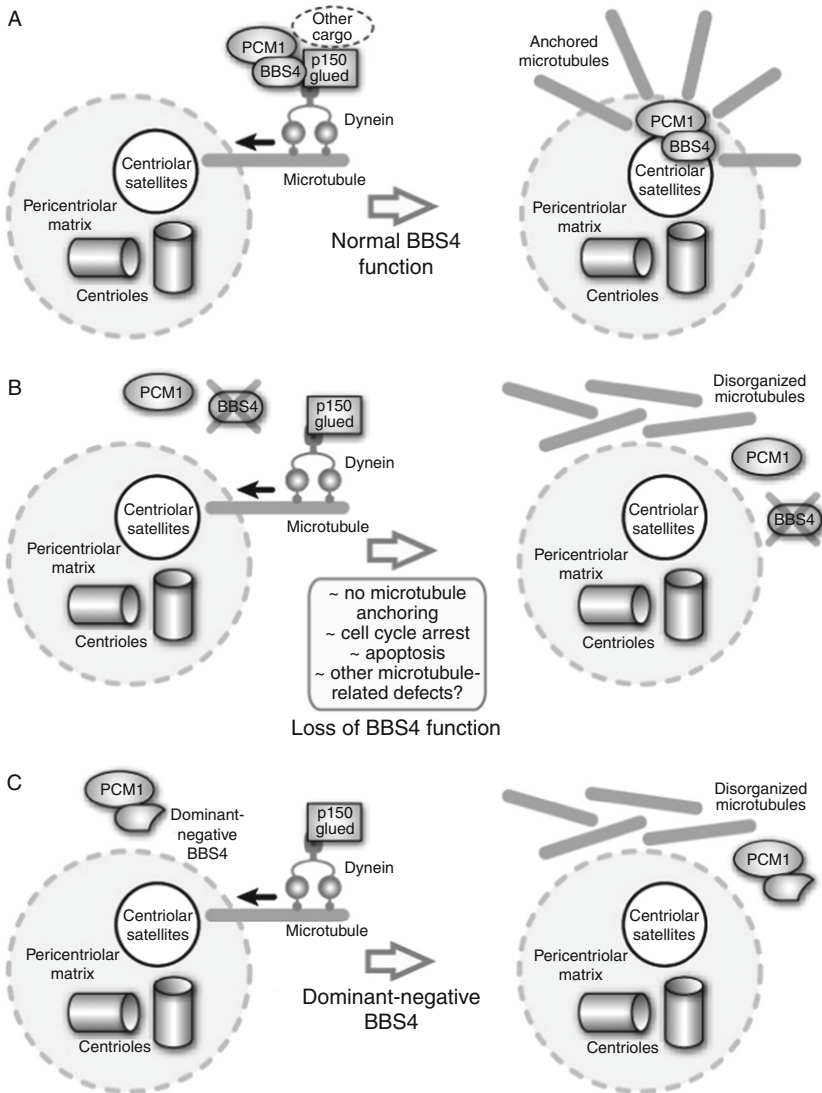 A
Other
cargo
PCM1
BBS4
p150
glued
Dynein
Centriolar
satellites
Microtubule
Pericentriolar
matrix
Centrioles
Normal BBS4
function
Anchored
microtubules
PCM1
BBS4
Centriolar
satellites
Pericentriolar
matrix
Centrioles
B
PCM1
BBS4
p150
glued
Dynein
Centriolar
satellites
Microtubule
Pericentriolar
matrix
Centrioles
~ no microtubule
anchoring
~ cell cycle arrest
~ apoptosis
~ other microtubule-
related defects?
Loss of BBS4 function
Disorganized
microtubules
PCM1
BBS4
Centriolar
satellites
Pericentriolar
matrix
Centrioles
C
PCM1
Dominant-
negative
BBS4
p150
glued
Dynein
Centriolar
satellites
Microtubule
Pericentriolar
matrix
Centrioles
Dominant-negative
BBS4
Disorganized
microtubules
PCM1
Centriolar
satellites
Pericentriolar
matrix
Centrioles